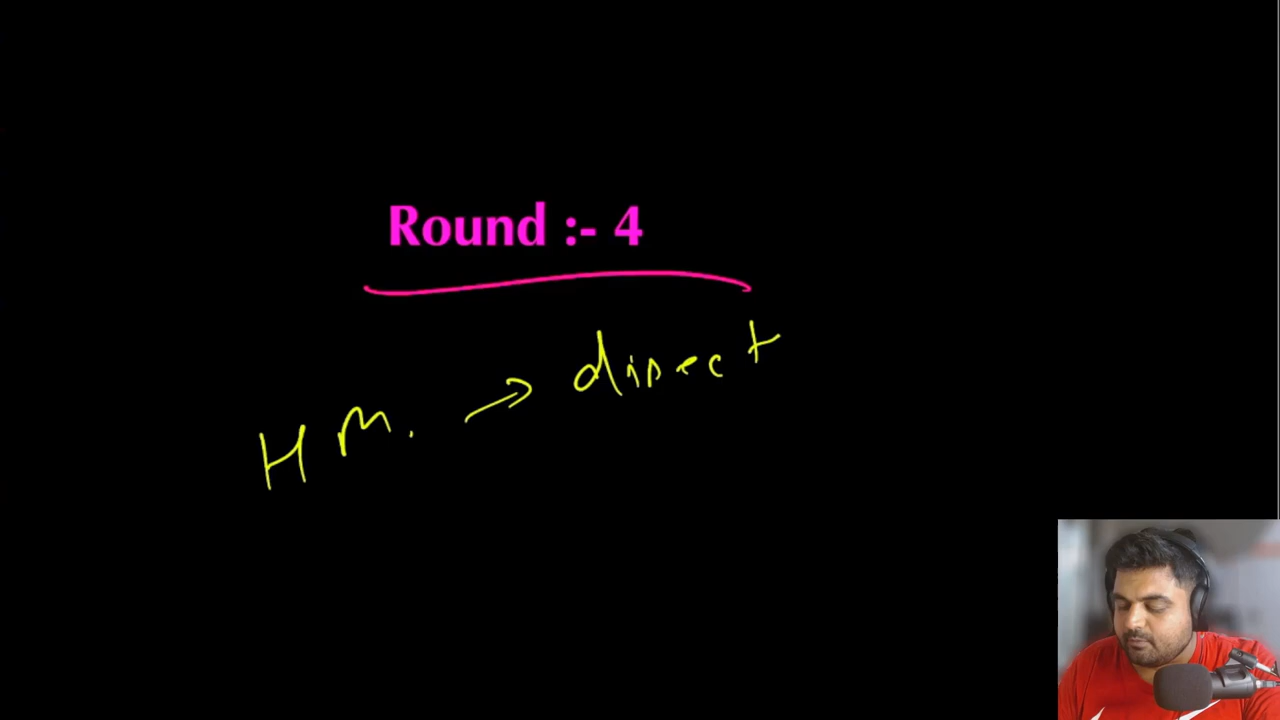 Round :- 4
H M. → direct